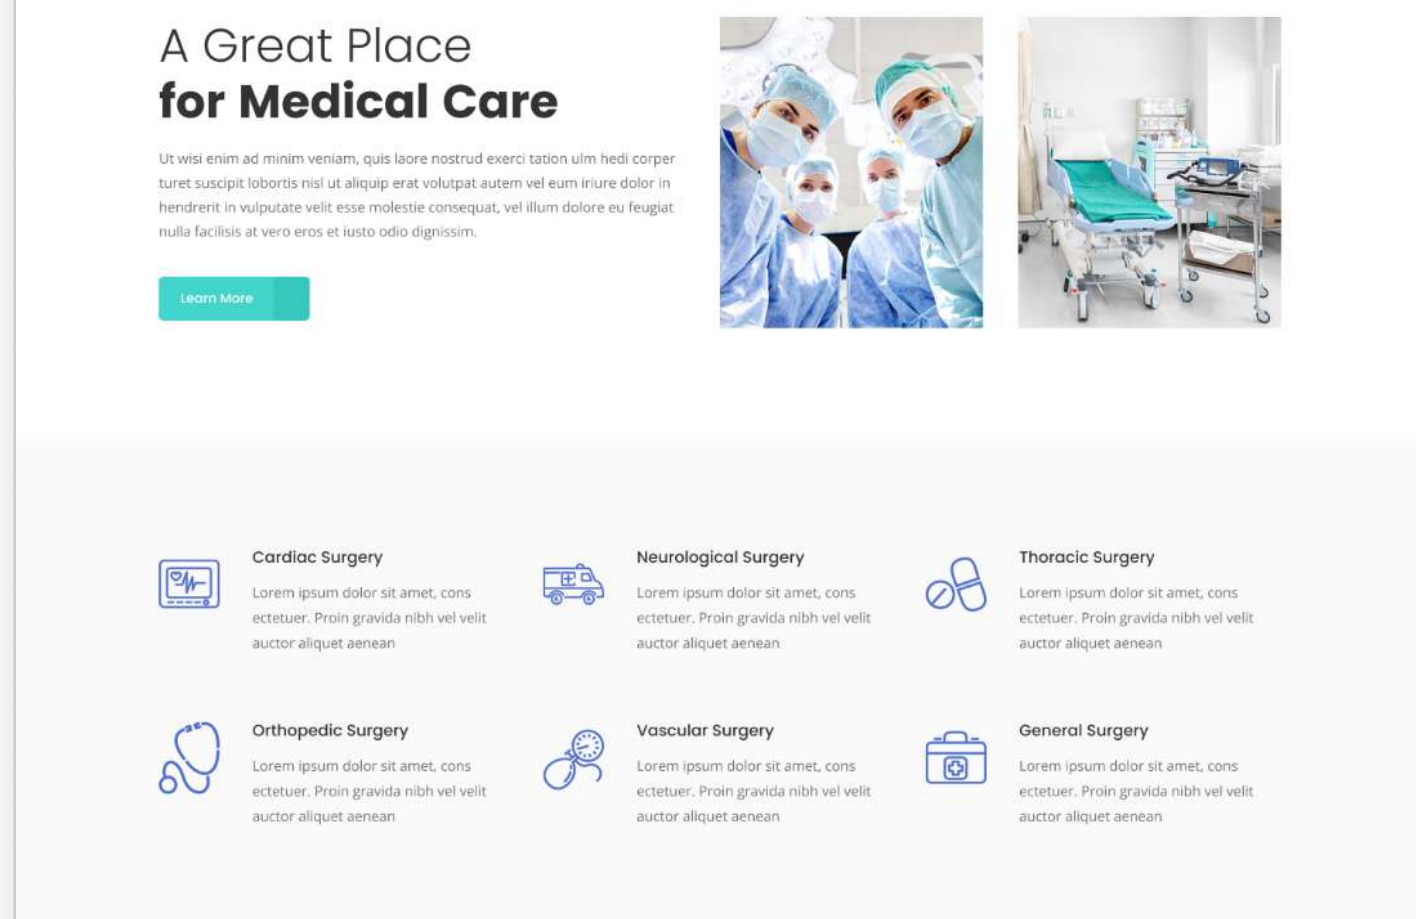 A Great Place
for Medical Care
Ut wisi enim ad minim veniam, quis laore nostrud exerci tation ulm hedi corper
turet suscipit lobortis nisl ut aliquip erat volutpat autem vel eum iriure dolor in
hendrerit in vulputate velit esse molestie consequat, vel illum dolore eu feugiat
nulla facilisis at vero eros et iusto odio dignissim.
Learn More
Cardiac Surgery
Lorem ipsum dolor sit amet, cons
ectetuer. Proin gravida nibh vel velit
auctor aliquet aenean
Neurological Surgery
Lorem ipsum dolor sit amet, cons
ectetuer. Proin gravida nibh vel velit
auctor aliquet aenean
Thoracic Surgery
Lorem ipsum dolor sit amet, cons
ectetuer. Proin gravida nibh vel velit
auctor aliquet aenean
Orthopedic Surgery
Lorem ipsum dolor sit amet, cons
ectetuer. Proin gravida nibh vel velit
auctor aliquet aenean
Vascular Surgery
Lorem ipsum dolor sit amet, cons
ectetuer. Proin gravida nibh vel velit
auctor aliquet aenean
General Surgery
Lorem ipsum dolor sit amet, cons
ectetuer. Proin gravida nibh vel velit
auctor aliquet aenean